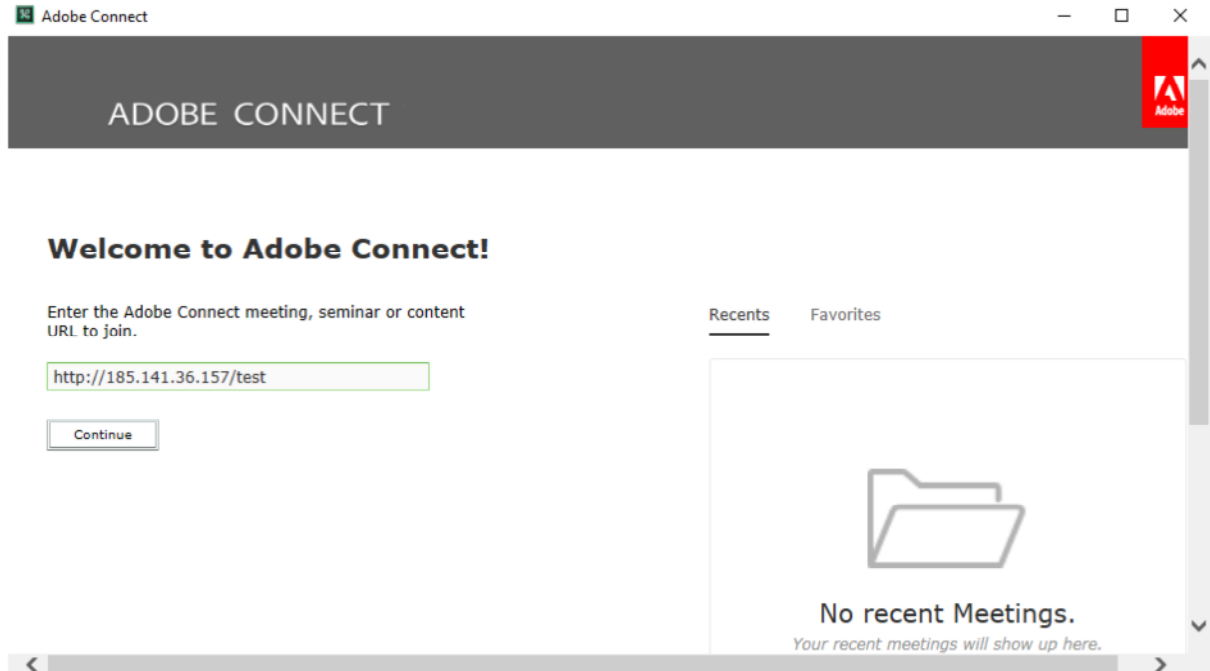 Adobe Connect
ADOBE CONNECT
Adobe
Welcome to Adobe Connect!
Enter the Adobe Connect meeting, seminar or content
URL to join.
http://185.141.36.157/test
Continue
Recents Favorites
No recent Meetings.
Your recent meetings will show up here.